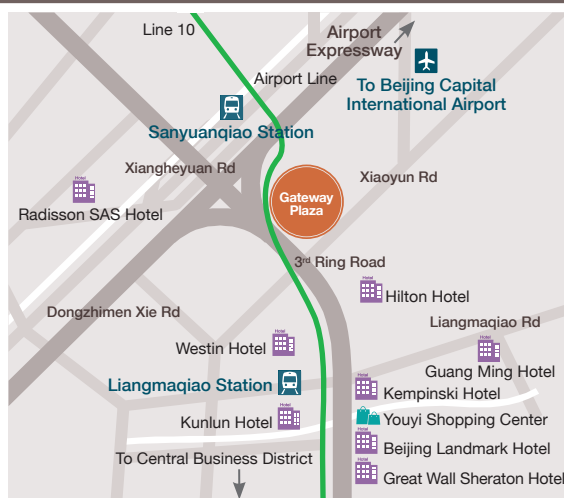 Line 10
Airport
Expressway
Airport Line
To Beijing Capital
International Airport
Sanyuanqiao Station
Xiangheyuan Rd
Xiaoyun Rd
Hotel
Radisson SAS Hotel
Gateway
Plaza
3rd Ring Road
Hotel
Hilton Hotel
Dongzhimen Xie Rd
Liangmaqiao Rd
Hotel
Westin Hotel
Hotel
Guang Ming Hotel
Liangmaqiao Station
Hotel
Kempinski Hotel
Hotel
Kunlun Hotel
Youyi Shopping Center
Hotel
Beijing Landmark Hotel
To Central Business District
Hotel
Great Wall Sheraton Hotel